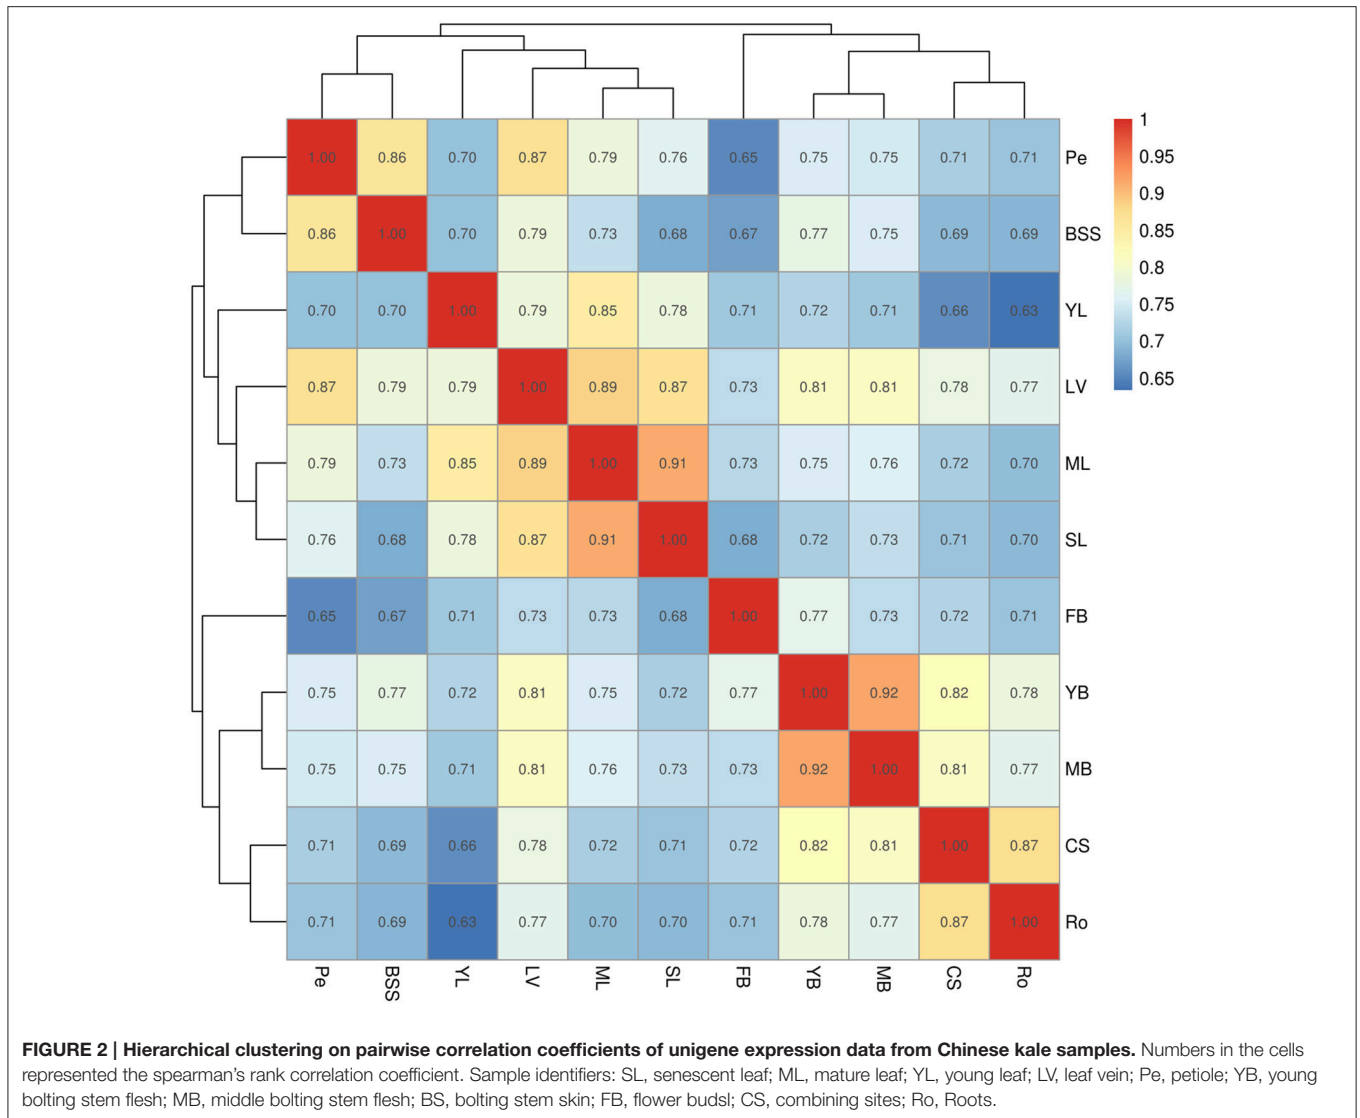 1
0.95
0.9
0.85
0.8
0.75
0.7
0.65
1.00 0.86 0.70 0.87 0.79 0.76 0.65 0.75 0.75 0.71 0.71 Pe
0.86 1.00 0.70 0.79 0.73 0.68 0.67 0.77 0.75 0.69 0.69 BSS
0.70 0.70 1.00 0.79 0.85 0.78 0.71 0.72 0.71 0.66 0.63 YL
0.87 0.79 0.79 1.00 0.89 0.87 0.73 0.81 0.81 0.78 0.77 LV
0.79 0.73 0.85 0.89 1.00 0.91 0.73 0.75 0.76 0.72 0.70 ML
0.76 0.68 0.78 0.87 0.91 1.00 0.68 0.72 0.73 0.71 0.70 SL
0.65 0.67 0.71 0.73 0.73 0.68 1.00 0.77 0.73 0.72 0.71 FB
0.75 0.77 0.72 0.81 0.75 0.72 0.77 1.00 0.92 0.82 0.78 YB
0.75 0.75 0.71 0.81 0.76 0.73 0.73 0.92 1.00 0.81 0.77 MB
0.71 0.69 0.66 0.78 0.72 0.71 0.72 0.82 0.81 1.00 0.87 CS
0.71 0.69 0.63 0.77 0.70 0.70 0.71 0.78 0.77 0.87 1.00 Ro
Pe BSS YL LV ML SL FB YB MB CS Ro
FIGURE 2 | Hierarchical clustering on pairwise correlation coefficients of unigene expression data from Chinese kale samples. Numbers in the cells
represented the spearman's rank correlation coefficient. Sample identifiers: SL, senescent leaf; ML, mature leaf; YL, young leaf; LV, leaf vein; Pe, petiole; YB, young
bolting stem flesh; MB, middle bolting stem flesh; BS, bolting stem skin; FB, flower budsl; CS, combining sites; Ro, Roots.